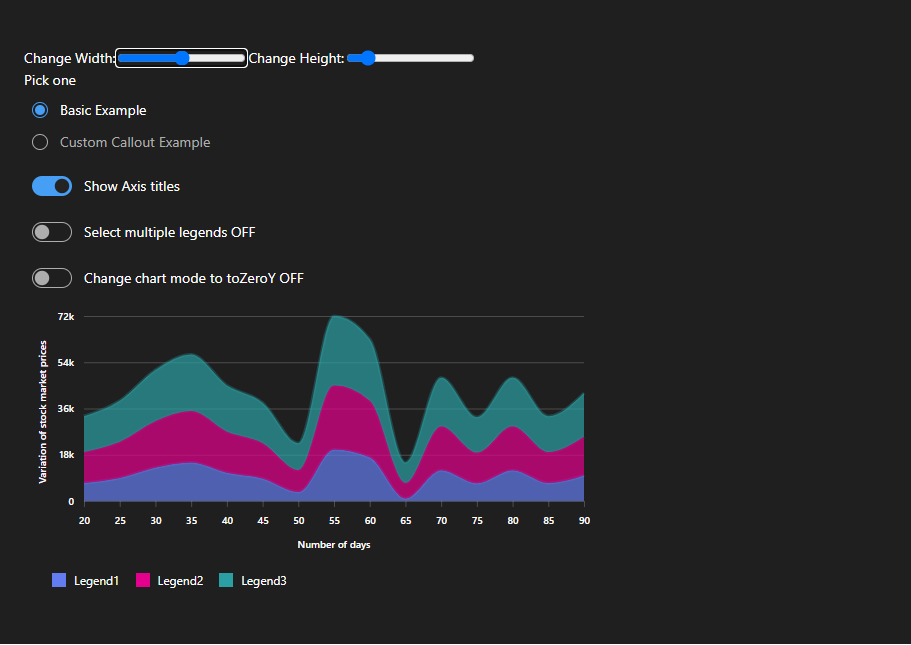 Change Width: Change Height:
Pick one
Basic Example
Custom Callout Example
Show Axis titles
Select multiple legends OFF
Change chart mode to toZeroY OFF
Variation of stock market prices
72k
54k
36k
18k
0
20 25 30 35 40 45 50 55 60 65 70 75 80 85 90
Number of days
Legend1 Legend2 Legend3